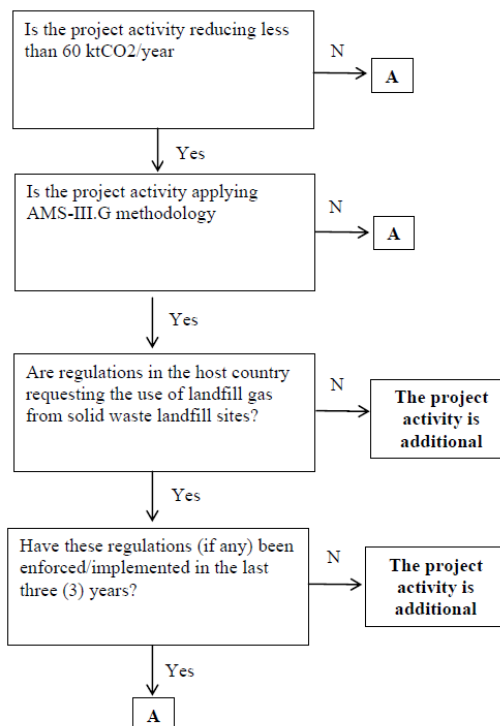 Is the project activity reducing less
than 60 ktCO2/year
N
A
Yes
Is the project activity applying
AMS-III.G methodology
N
A
Yes
Are regulations in the host country
requesting the use of landfill gas
from solid waste landfill sites?
N
The project
activity is
additional
Yes
Have these regulations (if any) been
enforced/implemented in the last
three (3) years?
N
The project
activity is
additional
Yes
A